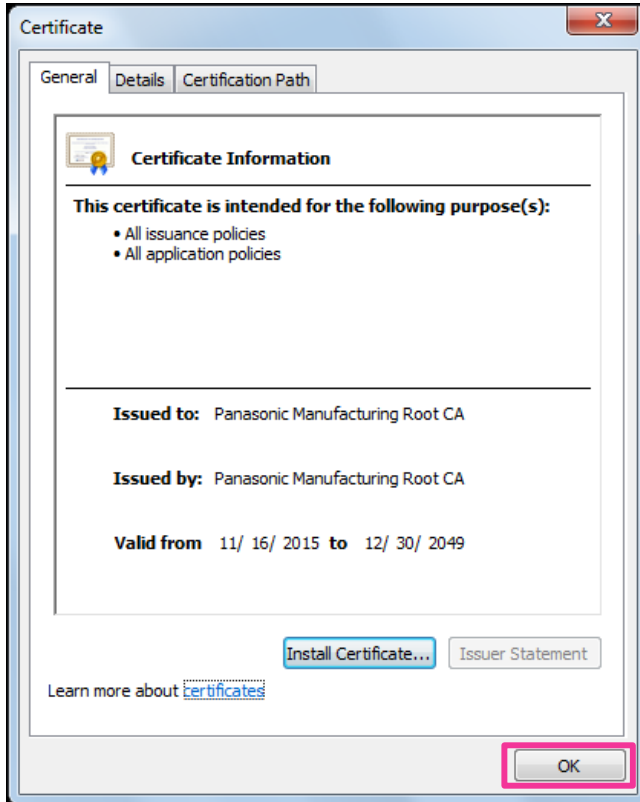 Certificate
X
General Details Certification Path
Certificate Information
This certificate is intended for the following purpose(s):
• All issuance policies
• All application policies
Issued to: Panasonic Manufacturing Root CA
Issued by: Panasonic Manufacturing Root CA
Valid from 11/ 16/ 2015 to 12/ 30/ 2049
Install Certificate... Issuer Statement
Learn more about certificates
OK